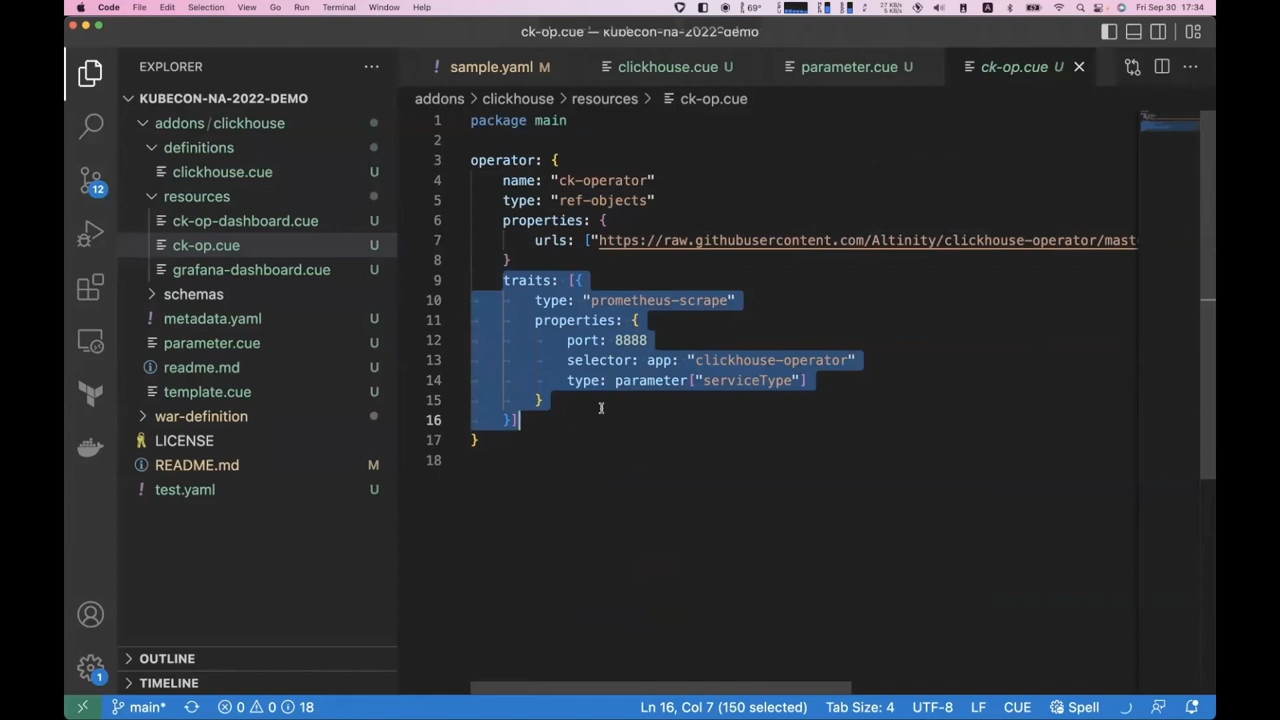 Code File Edit Selection View Go Run Terminal Window Help 69° 27 KB/s 5 KB/s A Fri Sep 30 17:34
ck-op.cue — kubecon-na-2022-demo
EXPLORER
KUBECON-NA-2022-DEMO
addons / clickhouse
definitions
clickhouse.cue U
resources
ck-op-dashboard.cue U
ck-op.cue U
grafana-dashboard.cue U
schemas
metadata.yaml U
parameter.cue U
readme.md U
template.cue U
war-definition
LICENSE
README.md M
test.yaml U
OUTLINE
TIMELINE
12
1
sample.yaml M clickhouse.cue U parameter.cue U ck-op.cue U
addons > clickhouse > resources > ck-op.cue
1 package main
2
3 operator: {
4 name: "ck-operator"
5 type: "ref-objects"
6 properties: {
7 urls: ["https://raw.githubusercontent.com/Altinity/clickhouse-operator/mast
8 }
9 traits: [{
10 type: "prometheus-scrape"
11 properties: {
12 port: 8888
13 selector: app: "clickhouse-operator"
14 type: parameter["serviceType"]
15 }
16 }]
17 }
18
main* 0 0 18 Ln 16, Col 7 (150 selected) Tab Size: 4 UTF-8 LF CUE Spell